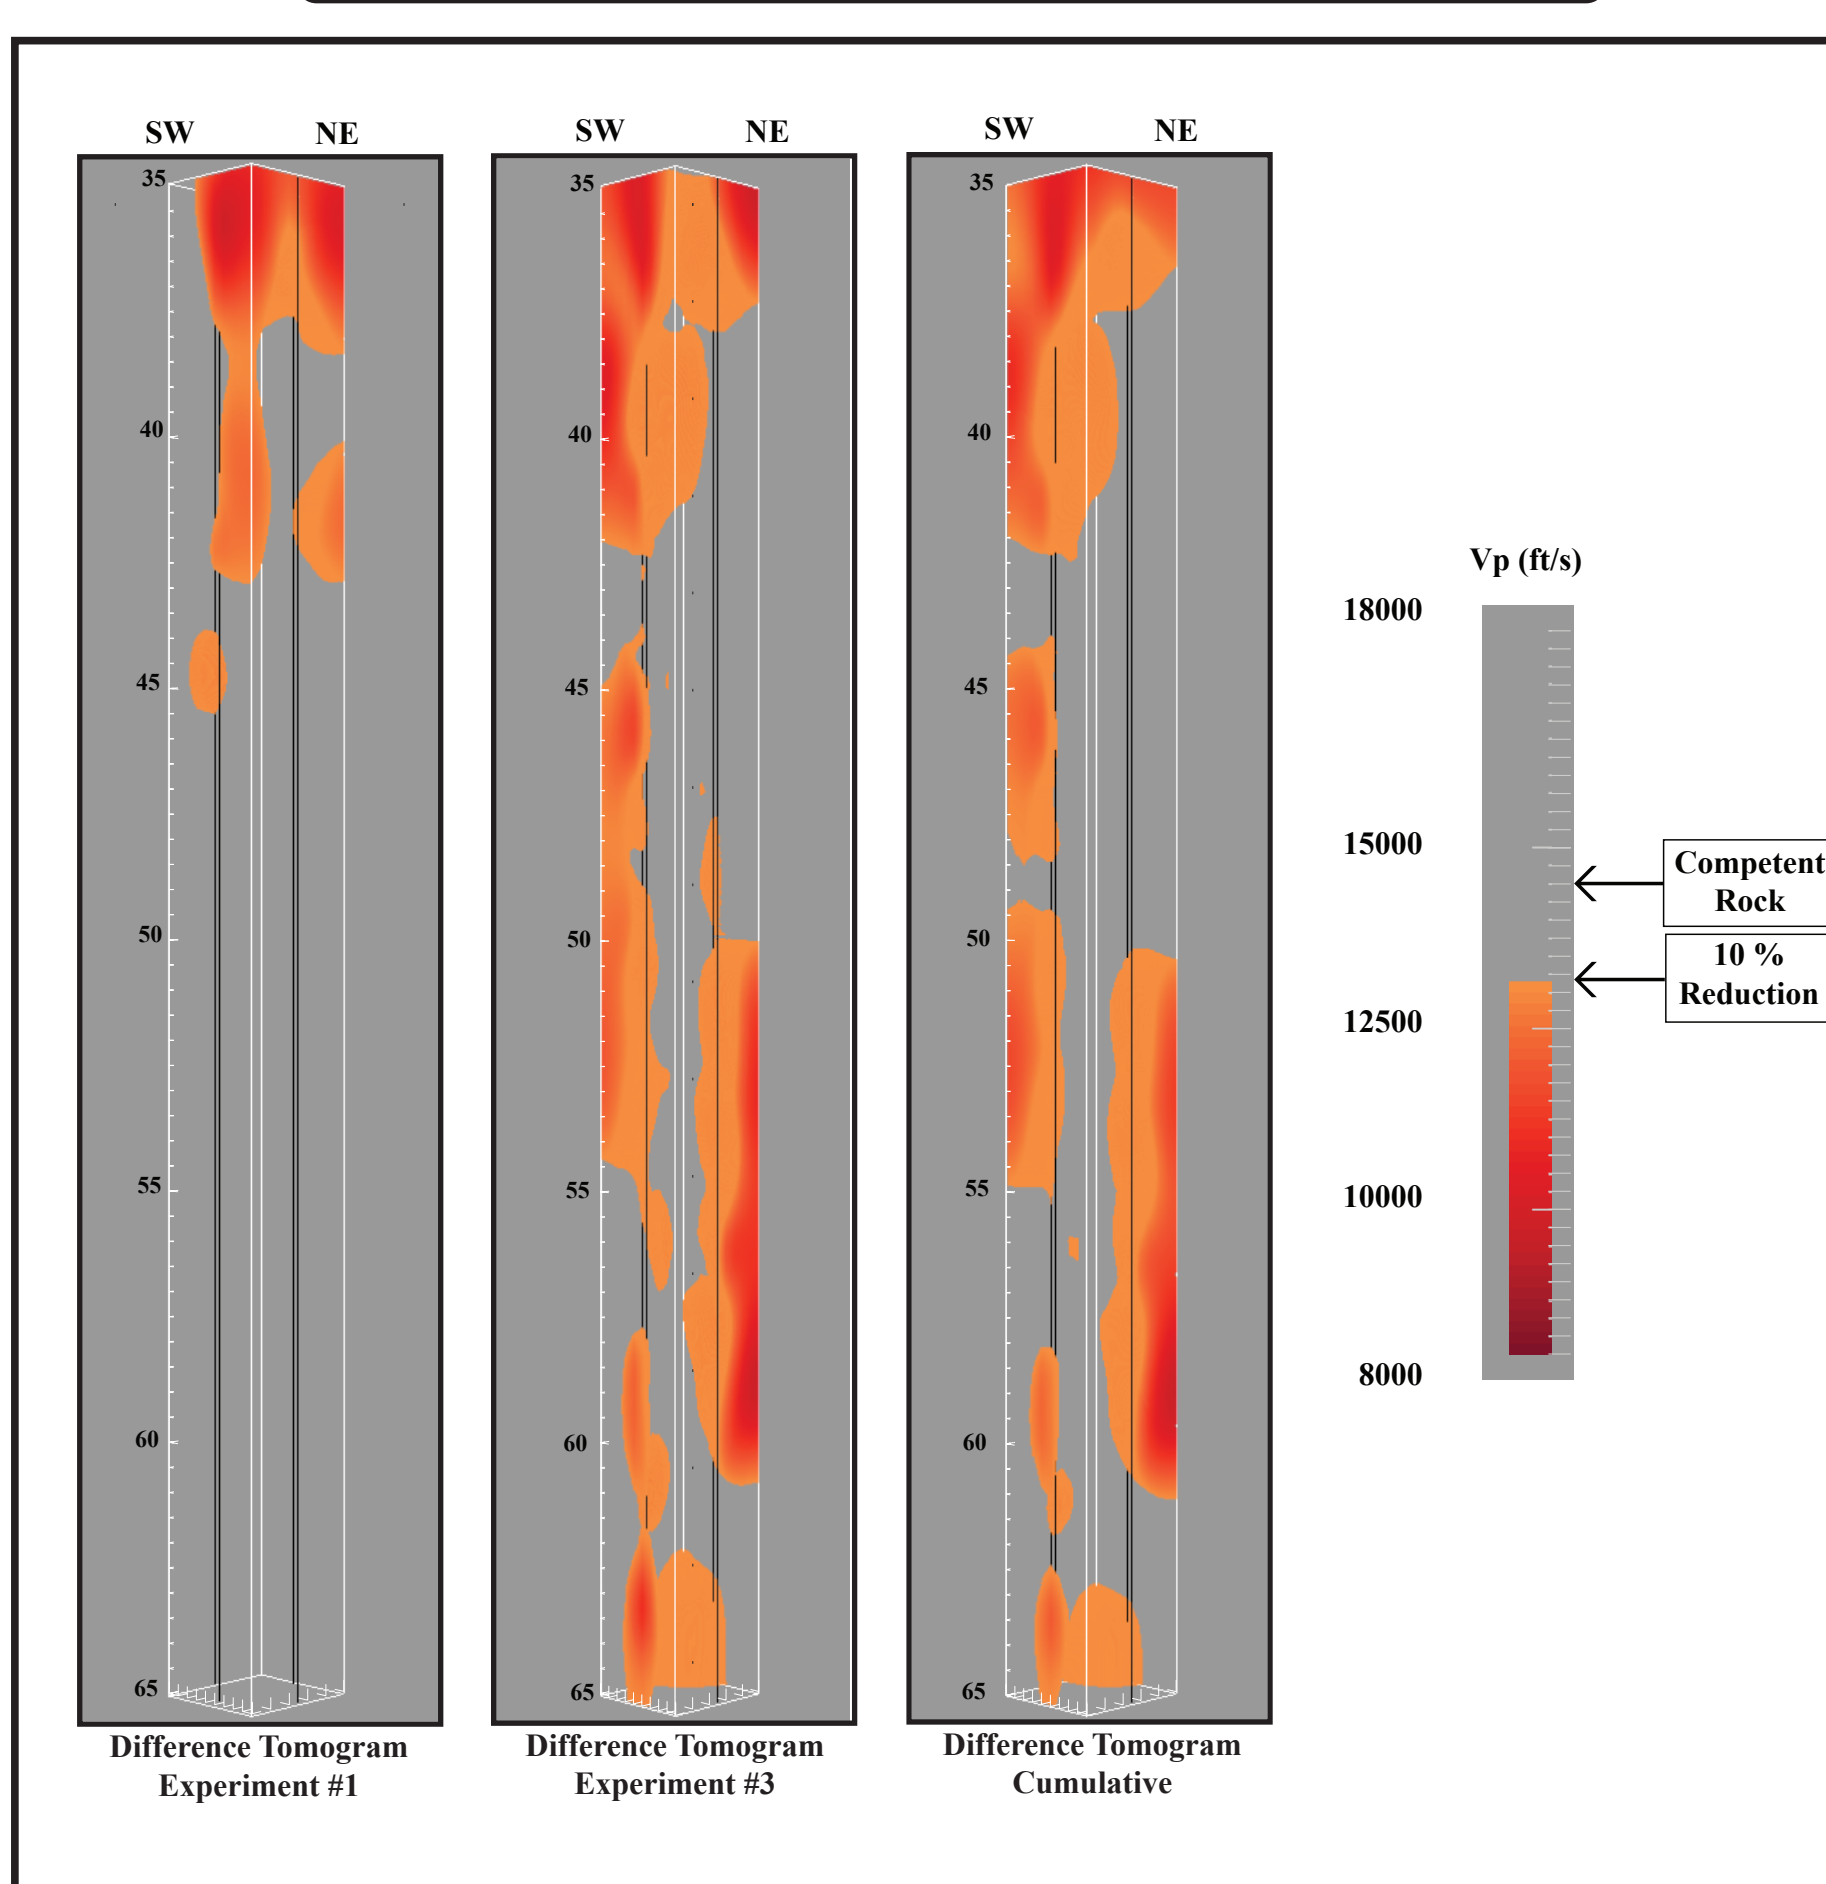 SW NE
35
40
45
50
55
60
65
Difference Tomogram
Experiment #1
SW NE
35
40
45
50
55
60
65
Difference Tomogram
Experiment #3
SW NE
35
40
45
50
55
60
65
Difference Tomogram
Cumulative
Vp (ft/s)
18000
15000
12500
10000
8000
Competent
Rock
10 %
Reduction